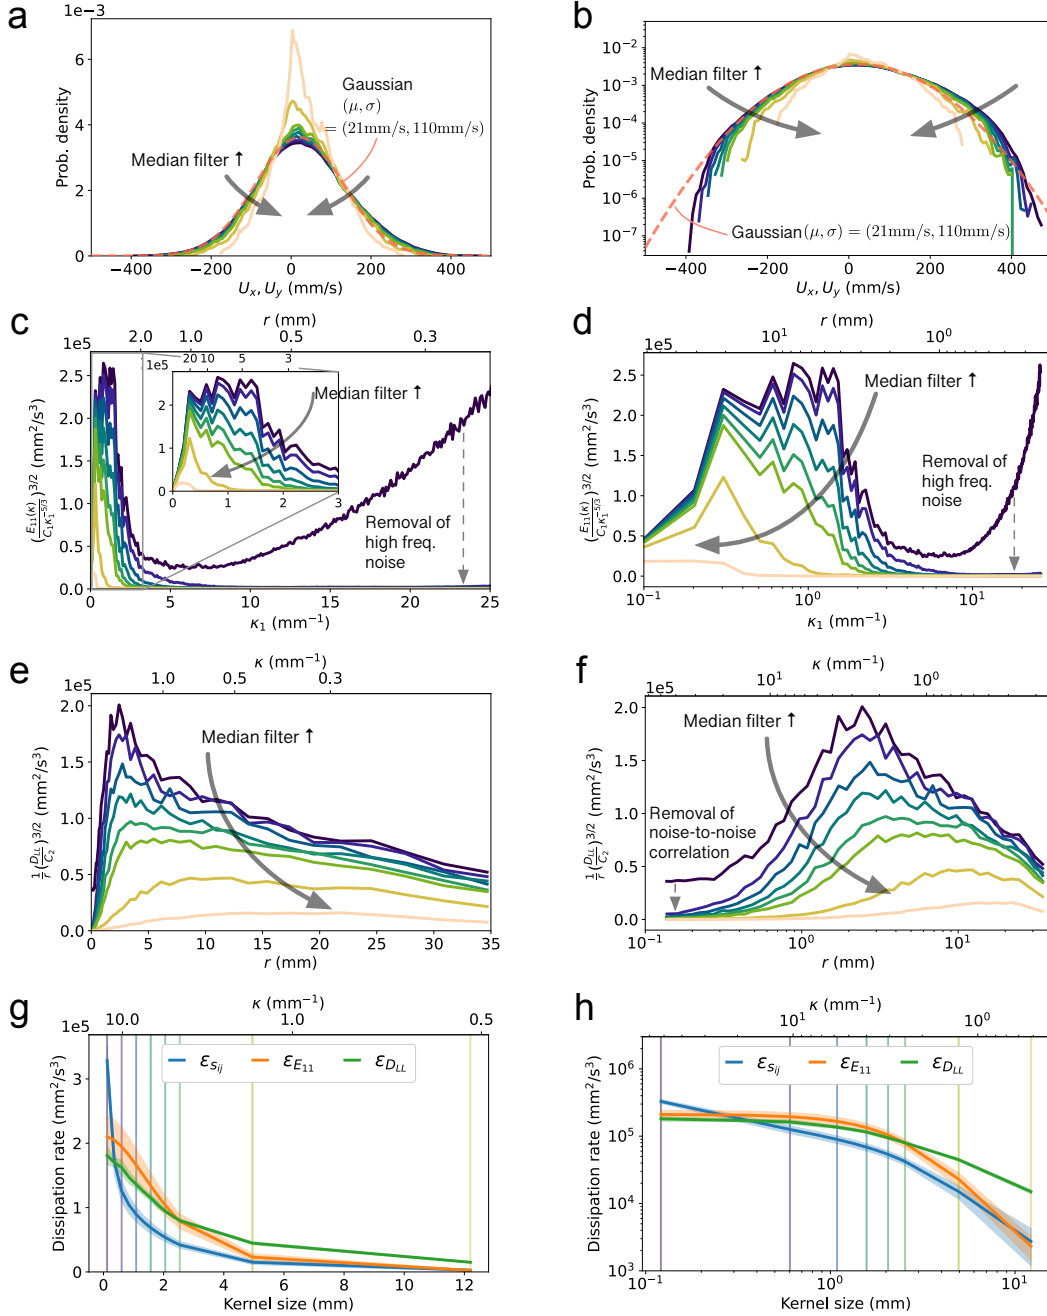 a
1e−3
6
4
2
0
Prob. density
Gaussian
(μ, σ)
= (21mm/s, 110mm/s)
Median filter ↑
−400 −200 0 200 400
U_x, U_y (mm/s)
b
10^−2
10^−3
10^−4
10^−5
10^−6
10^−7
Prob. density
Median filter ↑
Gaussian(μ, σ) = (21mm/s, 110mm/s)
−400 −200 0 200 400
U_x, U_y (mm/s)
c
r (mm)
2.0 1.0 0.5 0.3
1e5
2.5
2.0
1.5
1.0
0.5
0.0
(E_11(κ) / C_1κ_1^−5/3)^3/2 (mm²/s³)
20 10 5 3
1e5
2
1
0
0 1 2 3
Median filter ↑
Removal of
high freq.
noise
0 5 10 15 20 25
κ_1 (mm^−1)
d
r (mm)
10^1 10^0
1e5
2.5
2.0
1.5
1.0
0.5
0.0
(E_11(κ) / C_1κ_1^−5/3)^3/2 (mm²/s³)
Median filter ↑
Removal of
high freq.
noise
10^−1 10^0 10^1
κ_1 (mm^−1)
e
κ (mm^−1)
1.0 0.5 0.3
1e5
2.0
1.5
1.0
0.5
0.0
1/r (D_LL / C_2)^3/2 (mm²/s³)
Median filter ↑
0 5 10 15 20 25 30 35
r (mm)
f
κ (mm^−1)
10^1 10^0
1e5
2.0
1.5
1.0
0.5
0.0
1/r (D_LL / C_2)^3/2 (mm²/s³)
Median filter ↑
Removal of
noise-to-noise
correlation
10^−1 10^0 10^1
r (mm)
g
κ (mm^−1)
10.0 1.0 0.5
1e5
3
2
1
0
Dissipation rate (mm²/s³)
ε_S_ij ε_E_11 ε_D_LL
0 2 4 6 8 10 12
Kernel size (mm)
h
κ (mm^−1)
10^1 10^0
10^6
10^5
10^4
10^3
Dissipation rate (mm²/s³)
ε_S_ij ε_E_11 ε_D_LL
10^−1 10^0 10^1
Kernel size (mm)